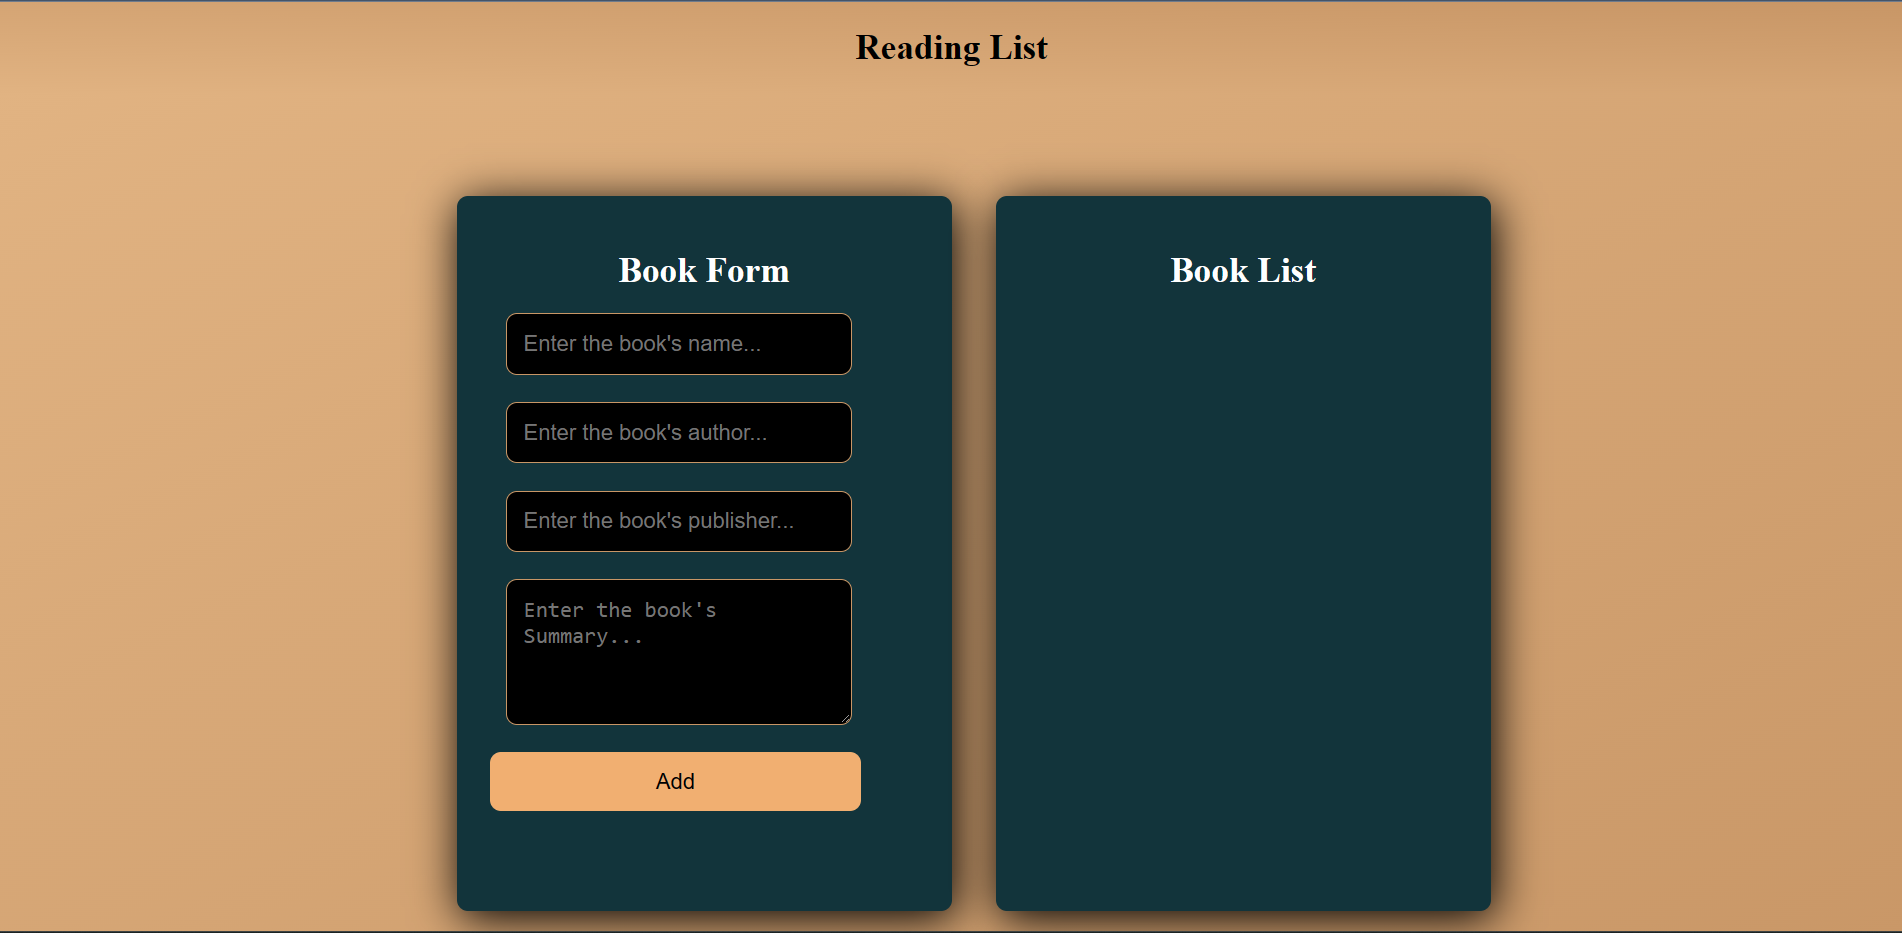 Reading List
Book Form
Enter the book's name...
Enter the book's author...
Enter the book's publisher...
Enter the book's
Summary...
Add
Book List